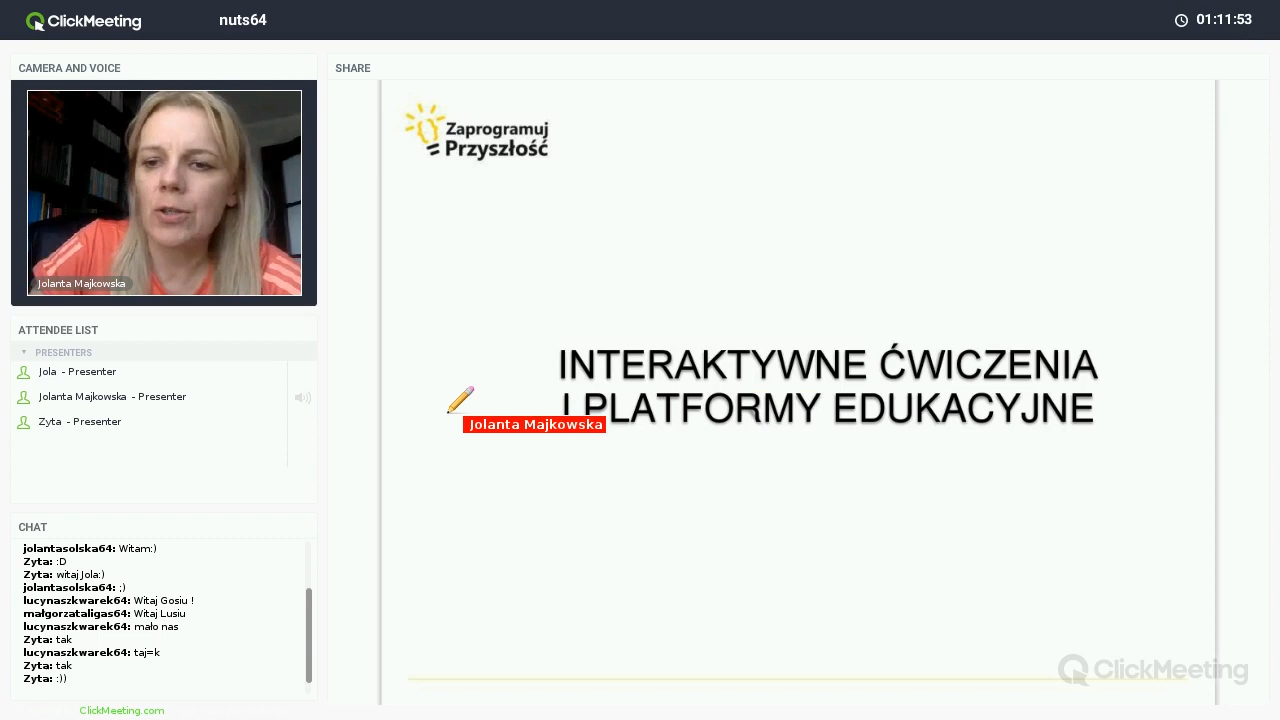 ClickMeeting
nuts64
01:11:53
CAMERA AND VOICE
Jolanta Majkowska
ATTENDEE LIST
PRESENTERS
Jola - Presenter
Jolanta Majkowska - Presenter
Zyta - Presenter
CHAT
jolantasolska64: Witam:)
Zyta: :D
Zyta: witaj Jola:)
jolantasolska64: ;)
lucynaszkwarek64: Witaj Gosiu !
małgorzataligas64: Witaj Lusiu
lucynaszkwarek64: mało nas
Zyta: tak
lucynaszkwarek64: taj=k
Zyta: tak
Zyta: :))
ClickMeeting.com
SHARE
Zaprogramuj
Przyszłość
INTERAKTYWNE ĆWICZENIA
I PLATFORMY EDUKACYJNE
Jolanta Majkowska
ClickMeeting